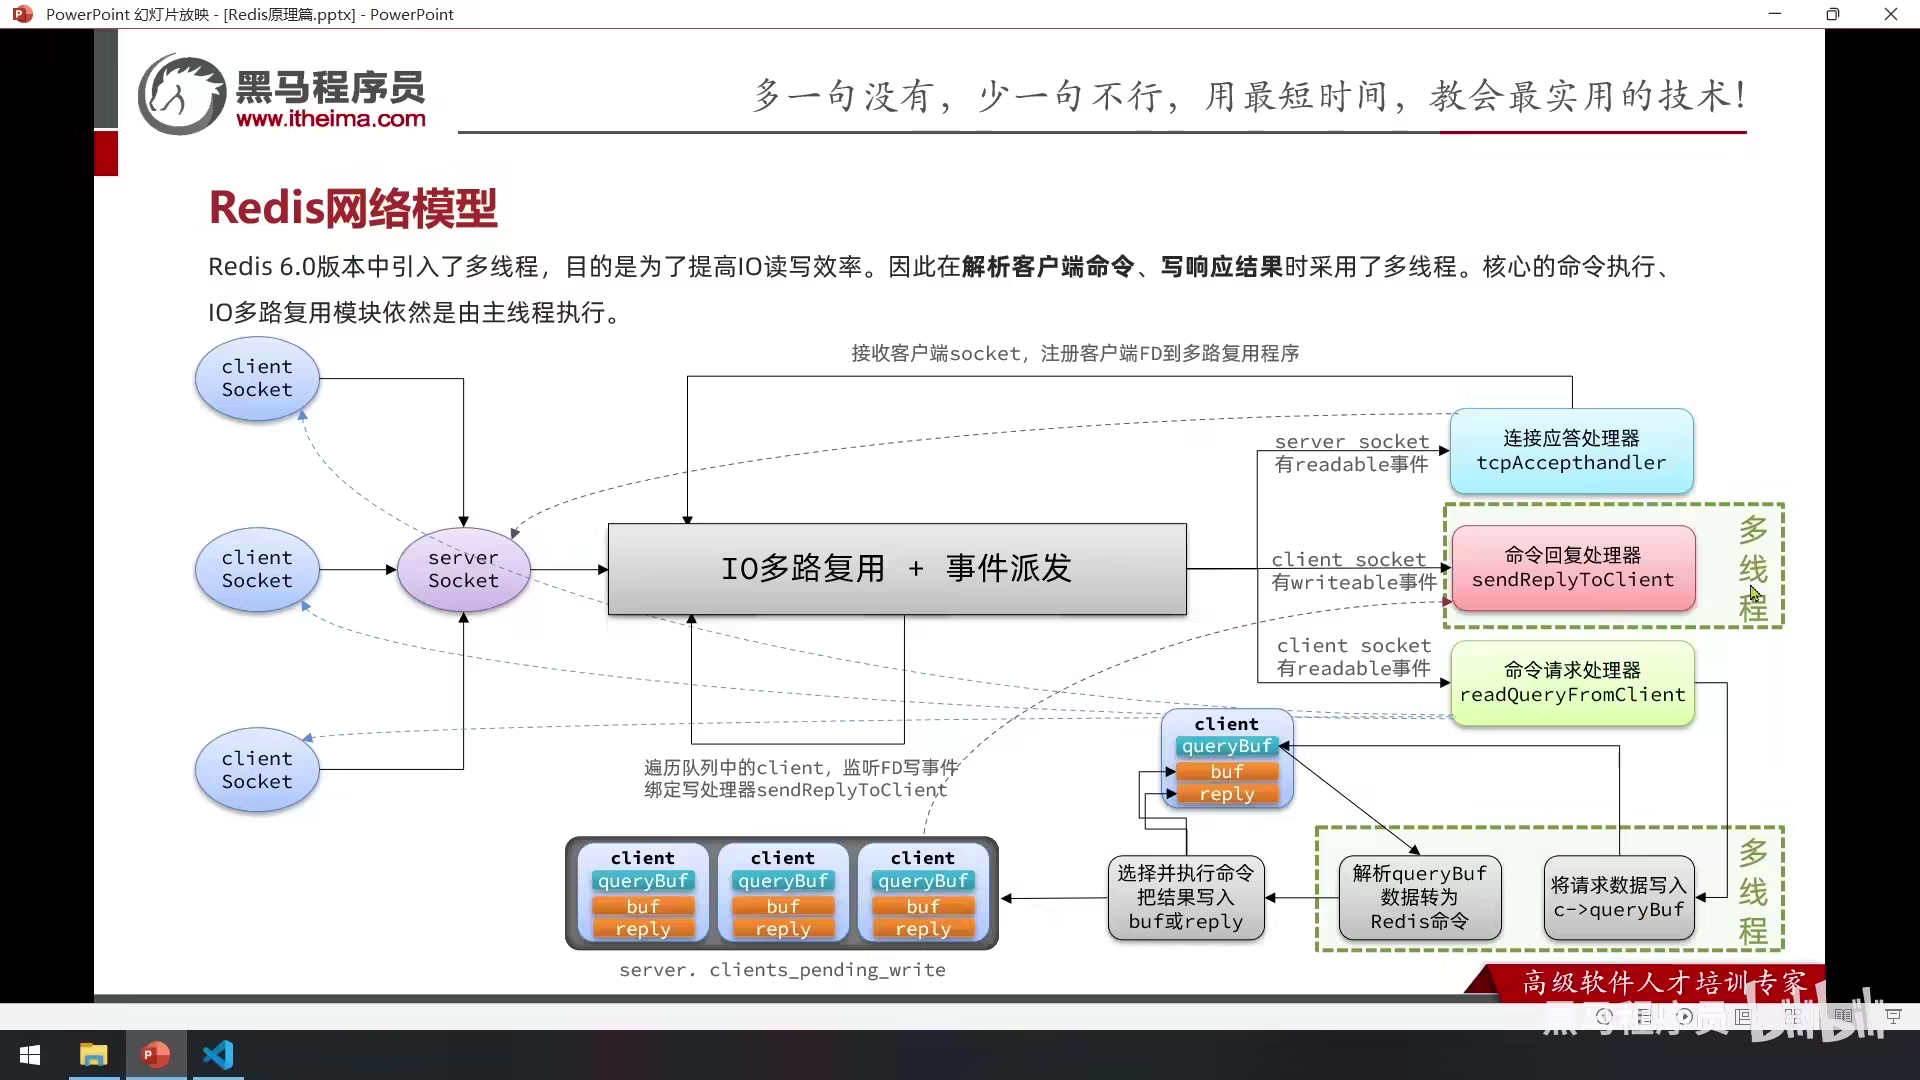 PowerPoint 幻灯片放映 - [Redis原理篇.pptx] - PowerPoint
黑马程序员
www.itheima.com
多一句没有，少一句不行，用最短时间，教会最实用的技术！
Redis网络模型
Redis 6.0版本中引入了多线程，目的是为了提高IO读写效率。因此在解析客户端命令、写响应结果时采用了多线程。核心的命令执行、
IO多路复用模块依然是由主线程执行。
接收客户端socket，注册客户端FD到多路复用程序
client
Socket
client
Socket
client
Socket
server
Socket
IO多路复用 + 事件派发
server socket
有readable事件
连接应答处理器
tcpAccepthandler
client socket
有writeable事件
命令回复处理器
sendReplyToClient
多
线
程
client socket
有readable事件
命令请求处理器
readQueryFromClient
client
queryBuf
buf
reply
遍历队列中的client，监听FD写事件
绑定写处理器sendReplyToClient
client
queryBuf
buf
reply
client
queryBuf
buf
reply
client
queryBuf
buf
reply
server. clients_pending_write
选择并执行命令
把结果写入
buf或reply
解析queryBuf
数据转为
Redis命令
将请求数据写入
c->queryBuf
多
线
程
高级软件人才培训专家
黑马程序员
bilibili